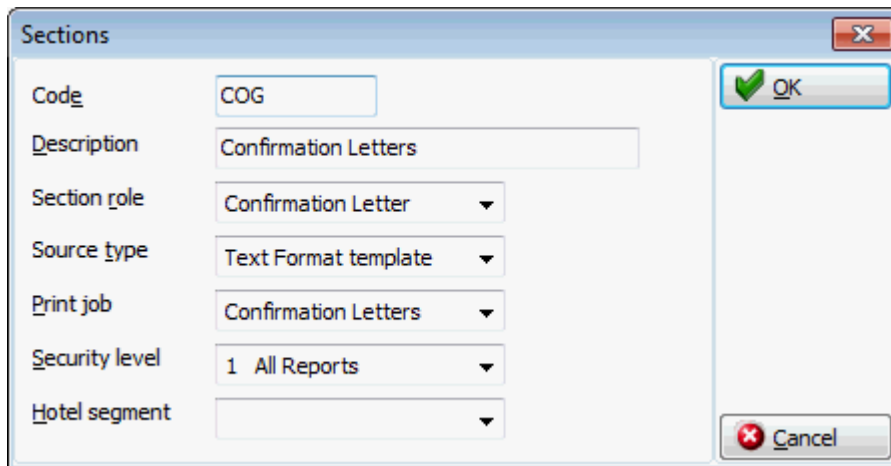 Sections
Code COG
Description Confirmation Letters
Section role Confirmation Letter
Source type Text Format template
Print job Confirmation Letters
Security level 1 All Reports
Hotel segment
OK
Cancel